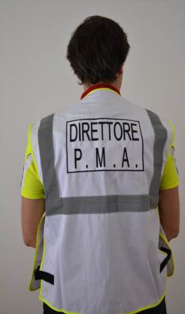 DIRETTORE
P. M. A.